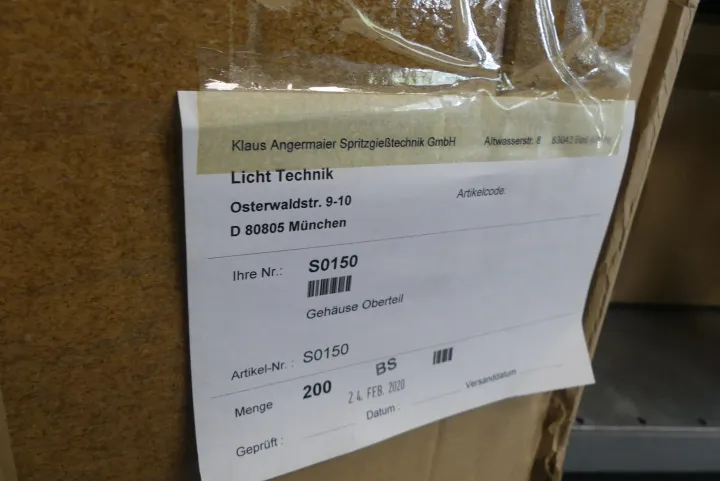 Klaus Angermaier Spritzgießtechnik GmbH Altwasserstr. 8
Licht Technik
Osterwaldstr. 9-10
Artikelcode:
D 80805 München
Ihre Nr.: S0150
Gehäuse Oberteil
Artikel-Nr. : S0150
BS
Menge 200 24. FEB. 2020 Versanddatum
Geprüft : Datum :